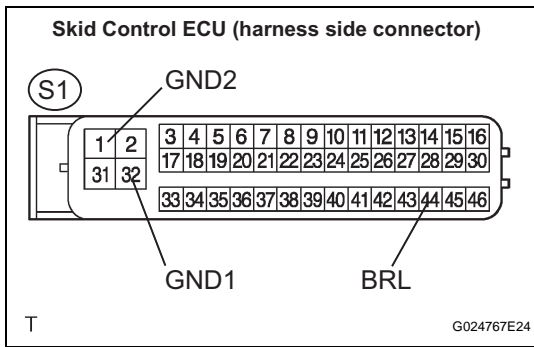 Skid Control ECU (harness side connector)
S1
GND2
1 2 3 4 5 6 7 8 9 10 11 12 13 14 15 16
17 18 19 20 21 22 23 24 25 26 27 28 29 30
31 32
33 34 35 36 37 38 39 40 41 42 43 44 45 46
GND1 BRL
T G024767E24